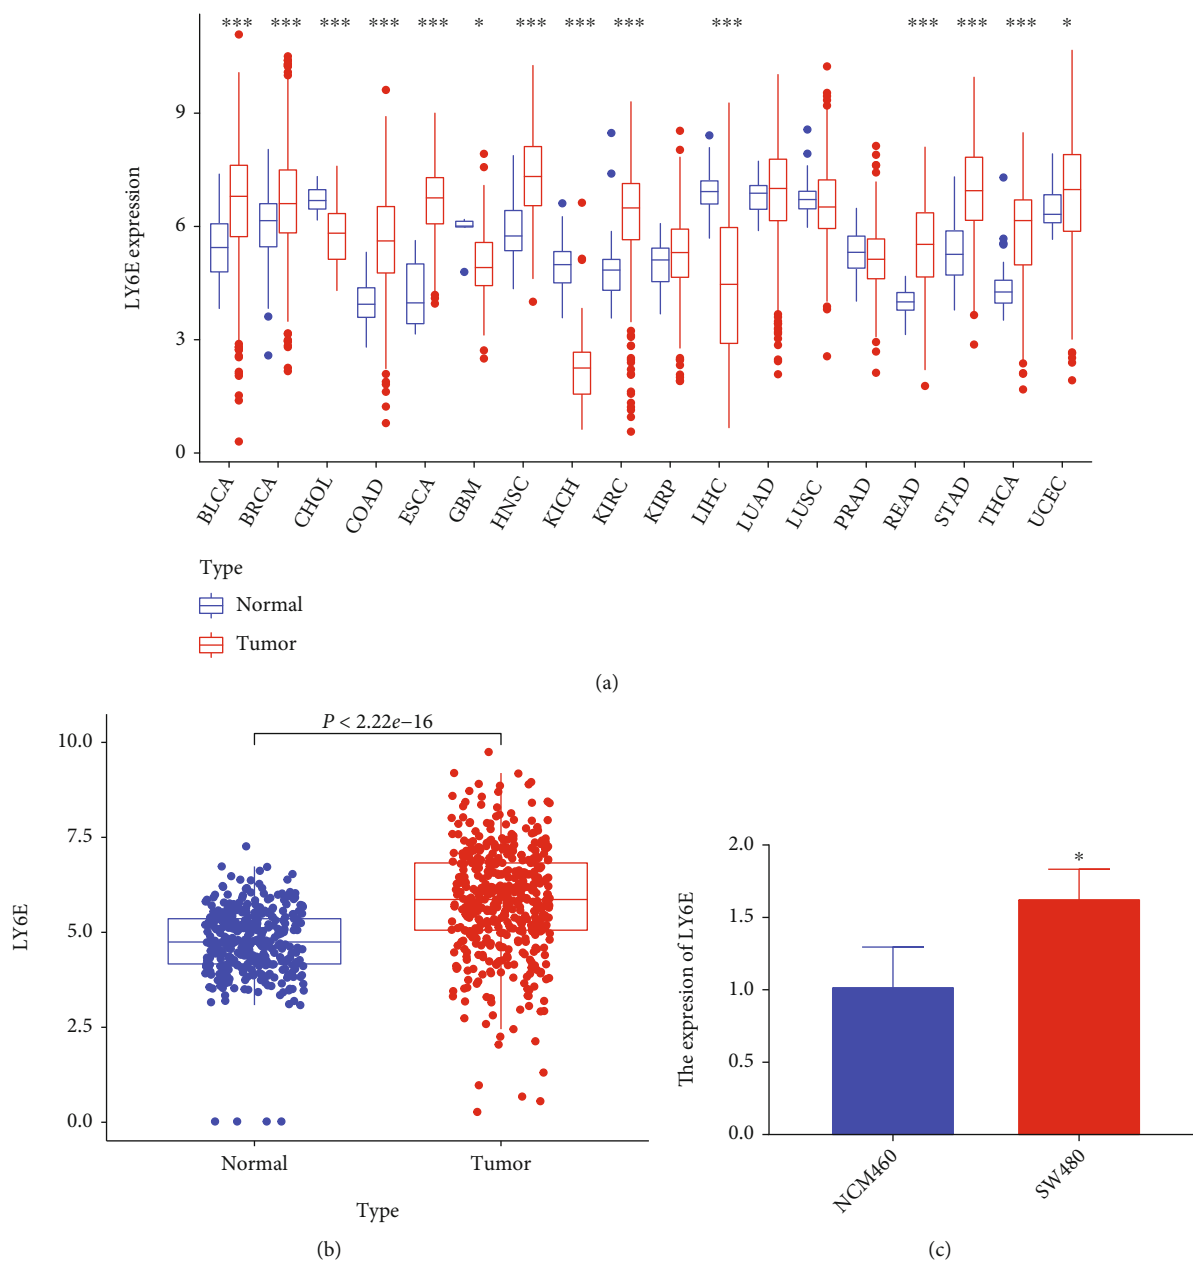 *** *** *** *** *** * *** *** *** *** *** *** *** *
9
6
3
0
LY6E expression
BLCA BRCA CHOL COAD ESCA GBM HNSC KICH KIRC KIRP LIHC LUAD LUSC PRAD READ STAD THCA UCEC
Type
Normal
Tumor
(a)
P < 2.22e−16
10.0
7.5
5.0
2.5
0.0
LY6E
Normal Tumor
Type
(b)
*
2.0
1.5
1.0
0.5
0.0
The expresion of LY6E
NCM460 SW480
(c)